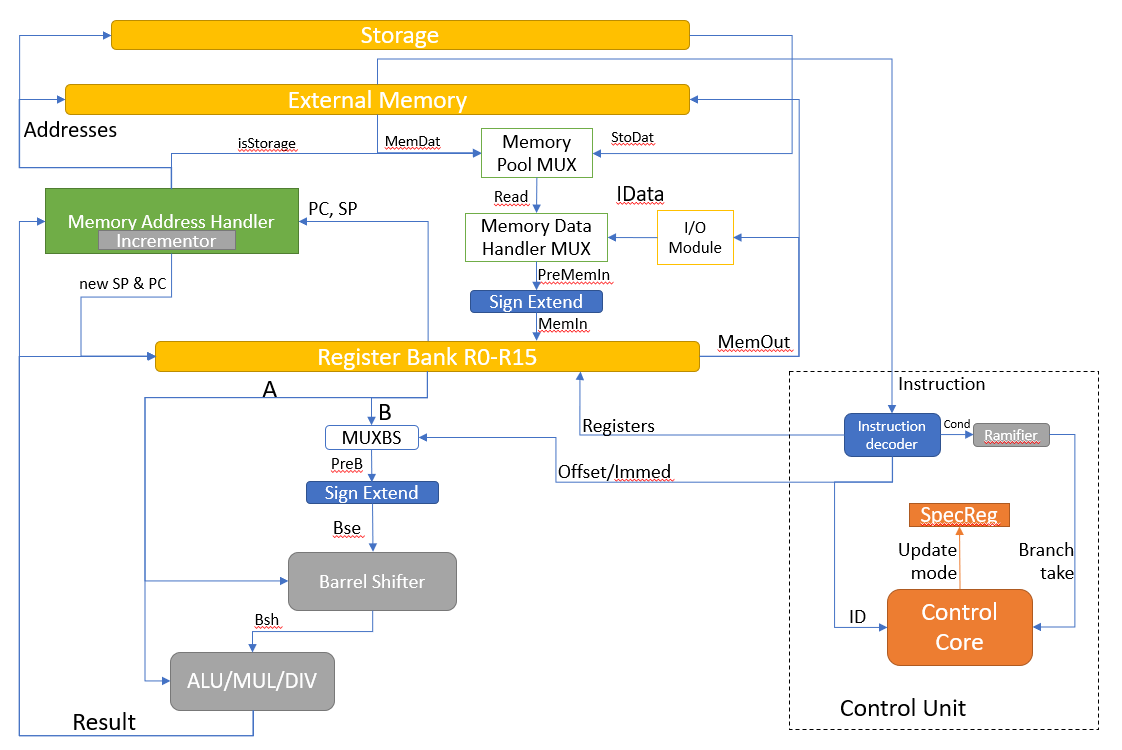 Storage
External Memory
Addresses
isStorage
MemDat
Memory
Pool MUX
StoDat
Read
IData
Memory Address Handler
Incrementor
PC, SP
Memory Data
Handler MUX
I/O
Module
new SP & PC
PreMemIn
Sign Extend
MemIn
Register Bank R0-R15
MemOut
A
B
MUXBS
PreB
Sign Extend
Bse
Barrel Shifter
Bsh
ALU/MUL/DIV
Result
Registers
Offset/Immed
Instruction
Instruction
decoder
Cond
Ramifier
SpecReg
Update
mode
Branch
take
ID
Control
Core
Control Unit